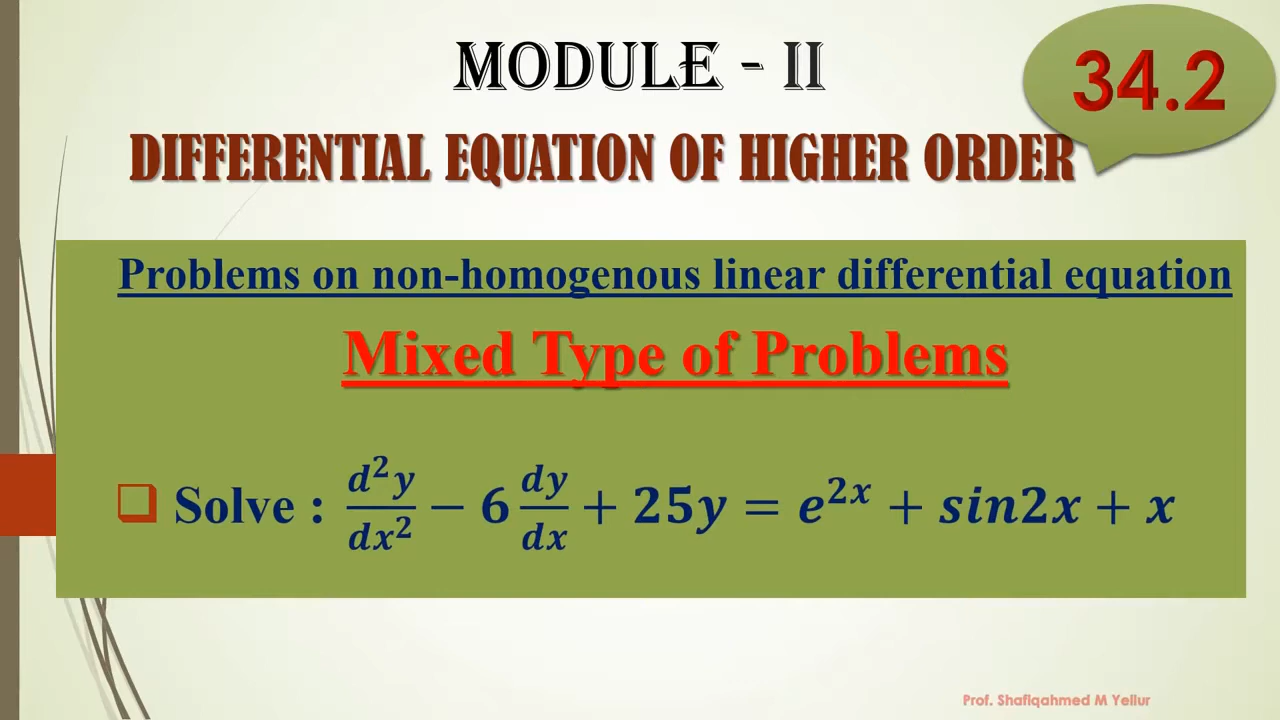 MODULE - II
34.2
DIFFERENTIAL EQUATION OF HIGHER ORDER
Problems on non-homogenous linear differential equation
Mixed Type of Problems
❑ Solve : d²y/dx² − 6 dy/dx + 25y = e²ˣ + sin2x + x
Prof. Shafiqahmed M Yellur